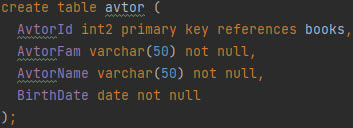 create table avtor (
AvtorId int2 primary key references books,
AvtorFam varchar(50) not null,
AvtorName varchar(50) not null,
BirthDate date not null
);